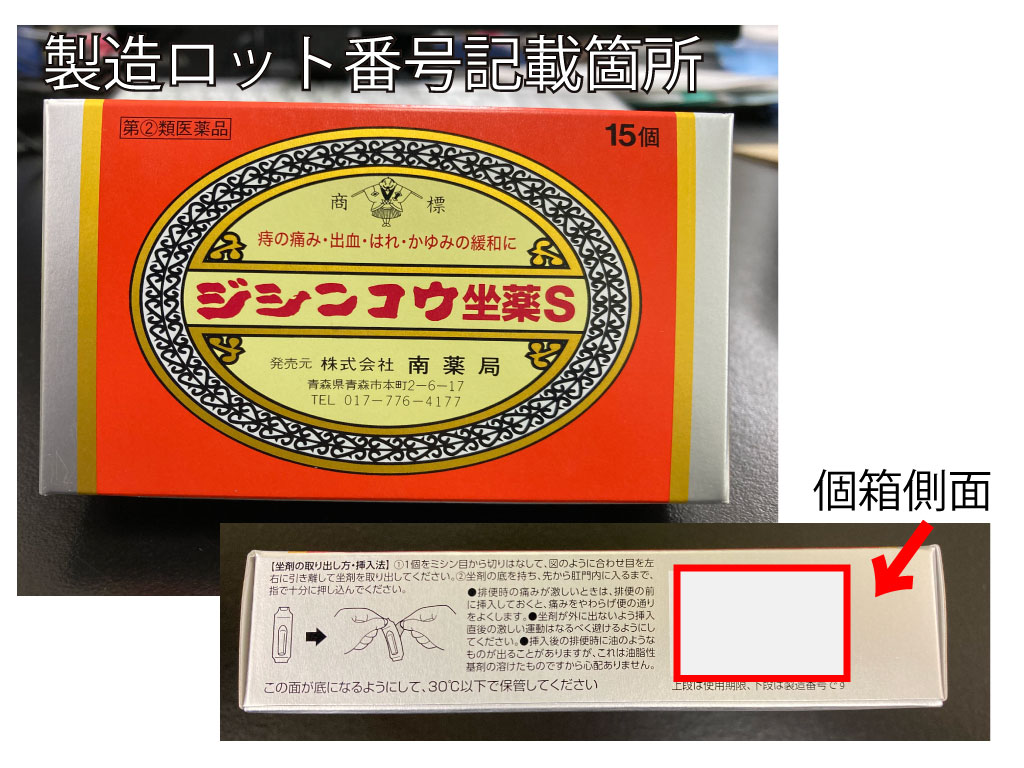 製造ロット番号記載箇所
指②類医薬品
15個
商標
痔の痛み・出血・はれ・かゆみの緩和に
ジシンコウ坐薬S
発売元 株式会社 南薬局
青森県青森市本町2-6-17
TEL 017-776-4177
個箱側面
【坐剤の取り出し方・挿入法】①1個をミシン目から切りはなして、図のように合わせ目を左
右に引き離して坐剤を取り出してください。②坐剤の底を持ち、先から肛門内に入るまで、
指で十分に押し込んでください。
●排便時の痛みが激しいときは、排便の前
に挿入しておくと、痛みをやわらげ便の通り
をよくします。●坐剤が外に出ないよう挿入
直後の激しい運動はなるべく避けるようにし
てください。●挿入後の排便時に油のような
ものが出ることがありますが、これは油脂性
基剤の溶けたものですから心配ありません。
この面が底になるようにして、30℃以下で保管してください
上段は使用期限、下段は製造番号です